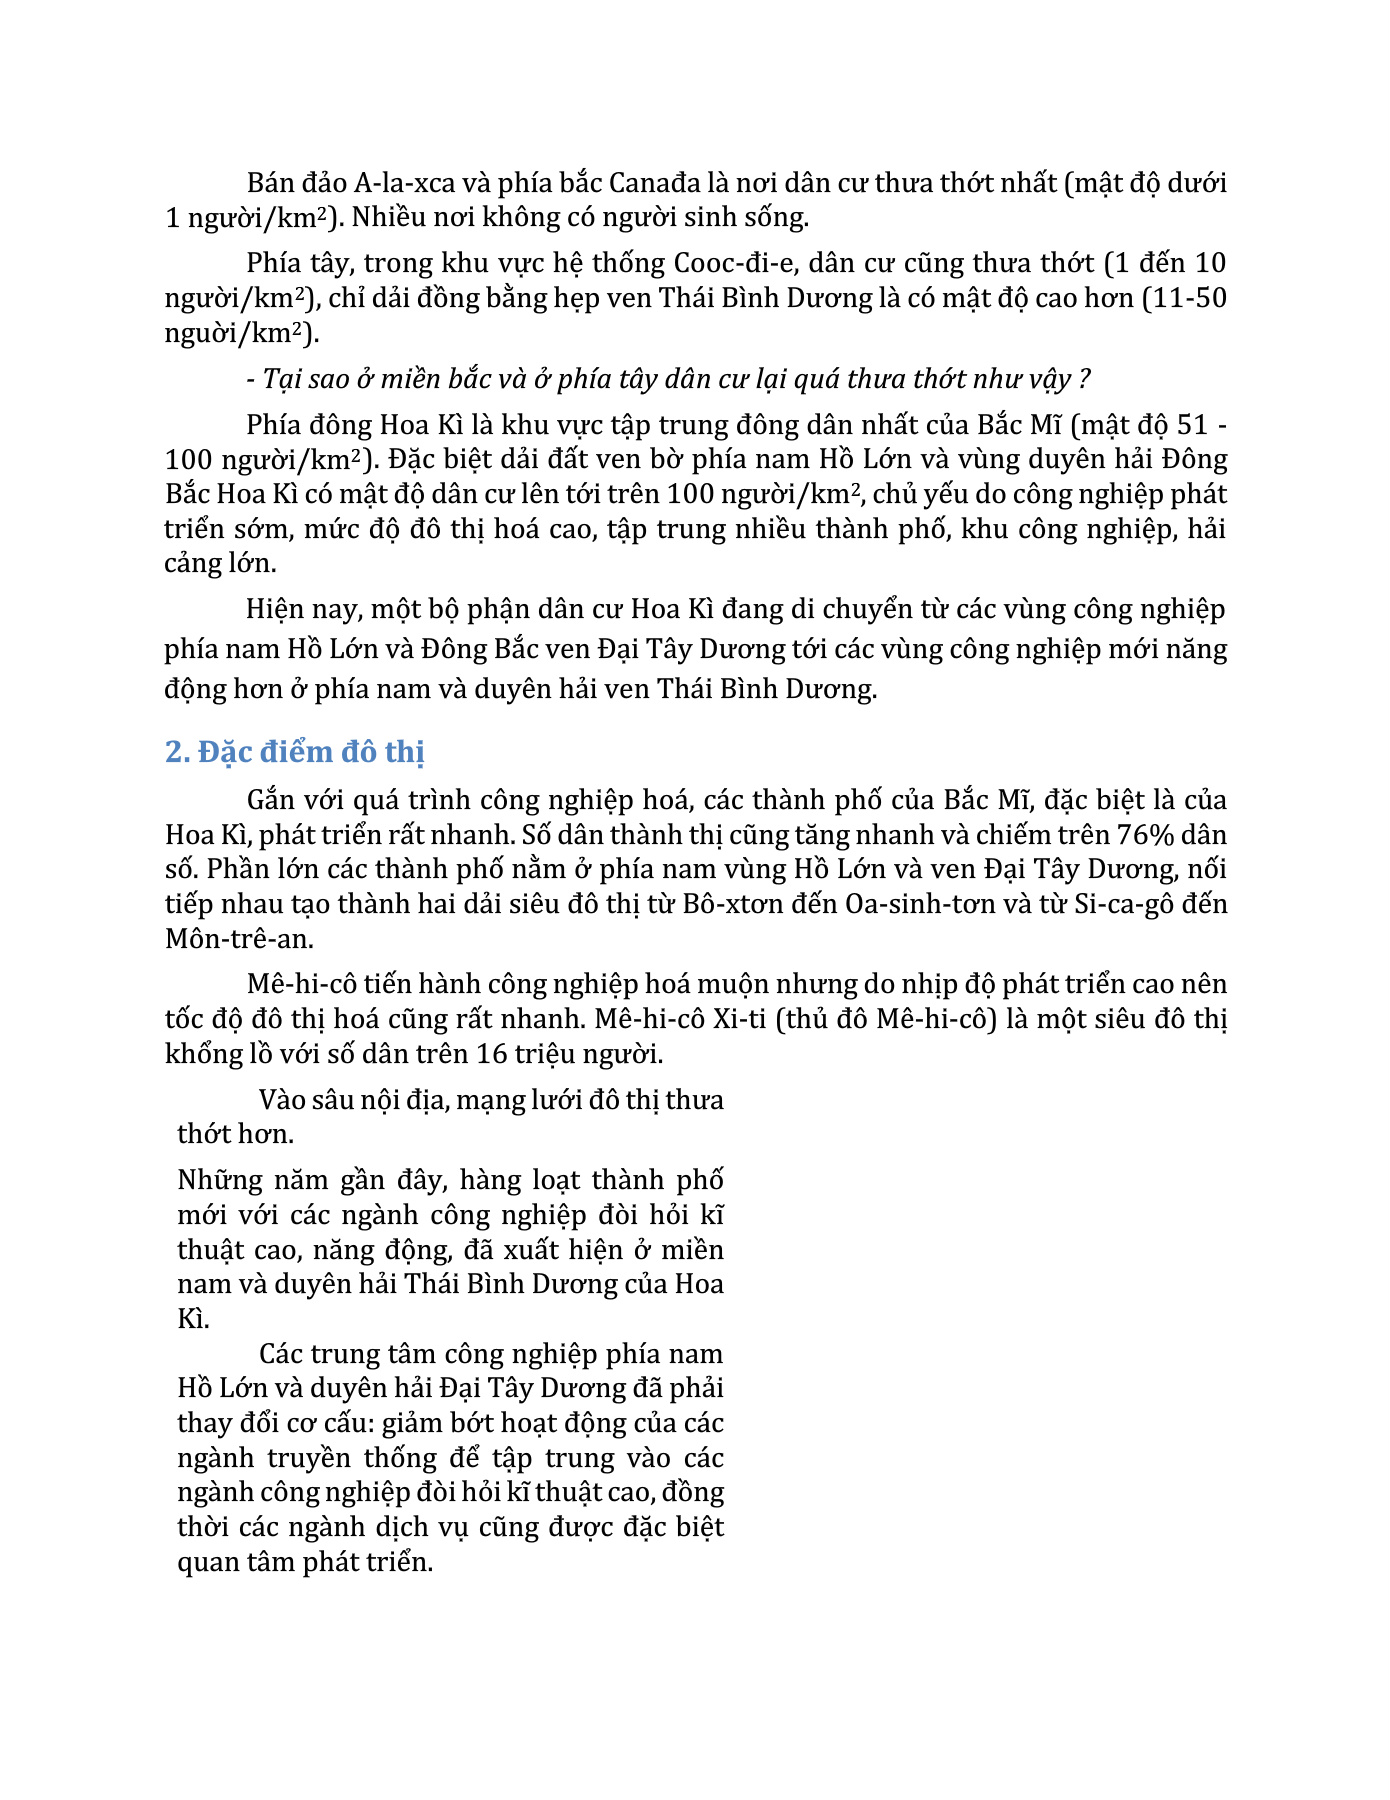 Bán đảo A-la-xca và phía bắc Canađa là nơi dân cư thưa thớt nhất (mật độ dưới
1 người/km²). Nhiều nơi không có người sinh sống.
Phía tây, trong khu vực hệ thống Cooc-đi-e, dân cư cũng thưa thớt (1 đến 10
người/km²), chỉ dải đồng bằng hẹp ven Thái Bình Dương là có mật độ cao hơn (11-50
nguời/km²).
- Tại sao ở miền bắc và ở phía tây dân cư lại quá thưa thớt như vậy ?
Phía đông Hoa Kì là khu vực tập trung đông dân nhất của Bắc Mĩ (mật độ 51 -
100 người/km²). Đặc biệt dải đất ven bờ phía nam Hồ Lớn và vùng duyên hải Đông
Bắc Hoa Kì có mật độ dân cư lên tới trên 100 người/km², chủ yếu do công nghiệp phát
triển sớm, mức độ đô thị hoá cao, tập trung nhiều thành phố, khu công nghiệp, hải
cảng lớn.
Hiện nay, một bộ phận dân cư Hoa Kì đang di chuyển từ các vùng công nghiệp
phía nam Hồ Lớn và Đông Bắc ven Đại Tây Dương tới các vùng công nghiệp mới năng
động hơn ở phía nam và duyên hải ven Thái Bình Dương.
2. Đặc điểm đô thị
Gắn với quá trình công nghiệp hoá, các thành phố của Bắc Mĩ, đặc biệt là của
Hoa Kì, phát triển rất nhanh. Số dân thành thị cũng tăng nhanh và chiếm trên 76% dân
số. Phần lớn các thành phố nằm ở phía nam vùng Hồ Lớn và ven Đại Tây Dương, nối
tiếp nhau tạo thành hai dải siêu đô thị từ Bô-xtơn đến Oa-sinh-tơn và từ Si-ca-gô đến
Môn-trê-an.
Mê-hi-cô tiến hành công nghiệp hoá muộn nhưng do nhịp độ phát triển cao nên
tốc độ đô thị hoá cũng rất nhanh. Mê-hi-cô Xi-ti (thủ đô Mê-hi-cô) là một siêu đô thị
khổng lồ với số dân trên 16 triệu người.
Vào sâu nội địa, mạng lưới đô thị thưa
thớt hơn.
Những năm gần đây, hàng loạt thành phố
mới với các ngành công nghiệp đòi hỏi kĩ
thuật cao, năng động, đã xuất hiện ở miền
nam và duyên hải Thái Bình Dương của Hoa
Kì.
Các trung tâm công nghiệp phía nam
Hồ Lớn và duyên hải Đại Tây Dương đã phải
thay đổi cơ cấu: giảm bớt hoạt động của các
ngành truyền thống để tập trung vào các
ngành công nghiệp đòi hỏi kĩ thuật cao, đồng
thời các ngành dịch vụ cũng được đặc biệt
quan tâm phát triển.